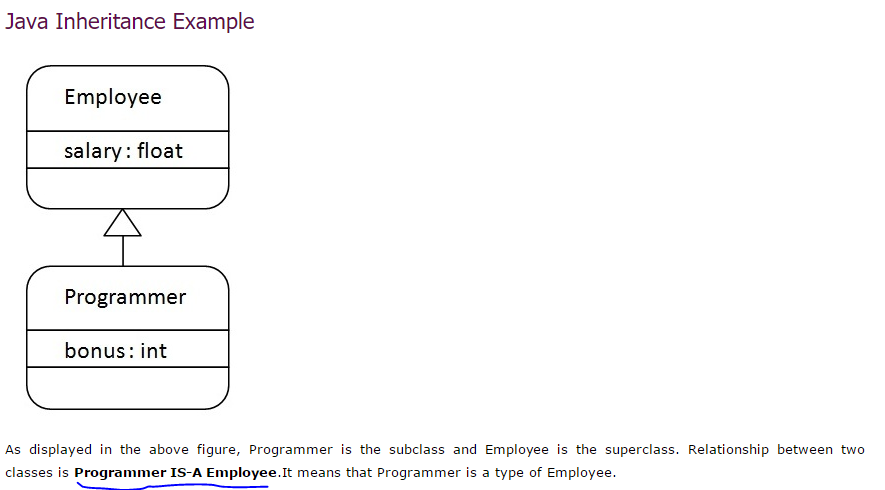 Java Inheritance Example
Employee
salary: float
Programmer
bonus: int
As displayed in the above figure, Programmer is the subclass and Employee is the superclass. Relationship between two
classes is Programmer IS-A Employee.It means that Programmer is a type of Employee.